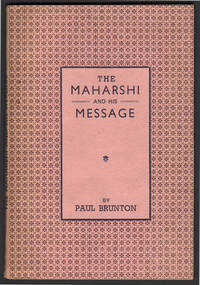 THE
MAHARSHI
AND HIS
MESSAGE
BY
PAUL BRUNTON